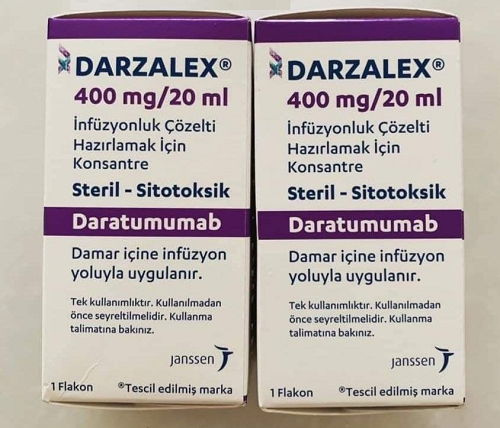 DARZALEX®
400 mg/20 ml
İnfüzyonluk Çözelti
Hazırlamak İçin
Konsantre
Steril - Sitotoksik
Daratumumab
Damar içine infüzyon
yoluyla uygulanır.
Tek kullanımlıktır. Kullanılmadan
önce seyreltilmelidir. Kullanma
talimatına bakınız.
janssen
1 Flakon ®Tescil edilmiş marka
DARZALEX®
400 mg/20 ml
İnfüzyonluk Çözelti
Hazırlamak İçin
Konsantre
Steril - Sitotoksik
Daratumumab
Damar içine infüzyon
yoluyla uygulanır.
Tek kullanımlıktır. Kullanılmadan
önce seyreltilmelidir. Kullanma
talimatına bakınız.
janssen
1 Flakon ®Tescil edilmiş marka